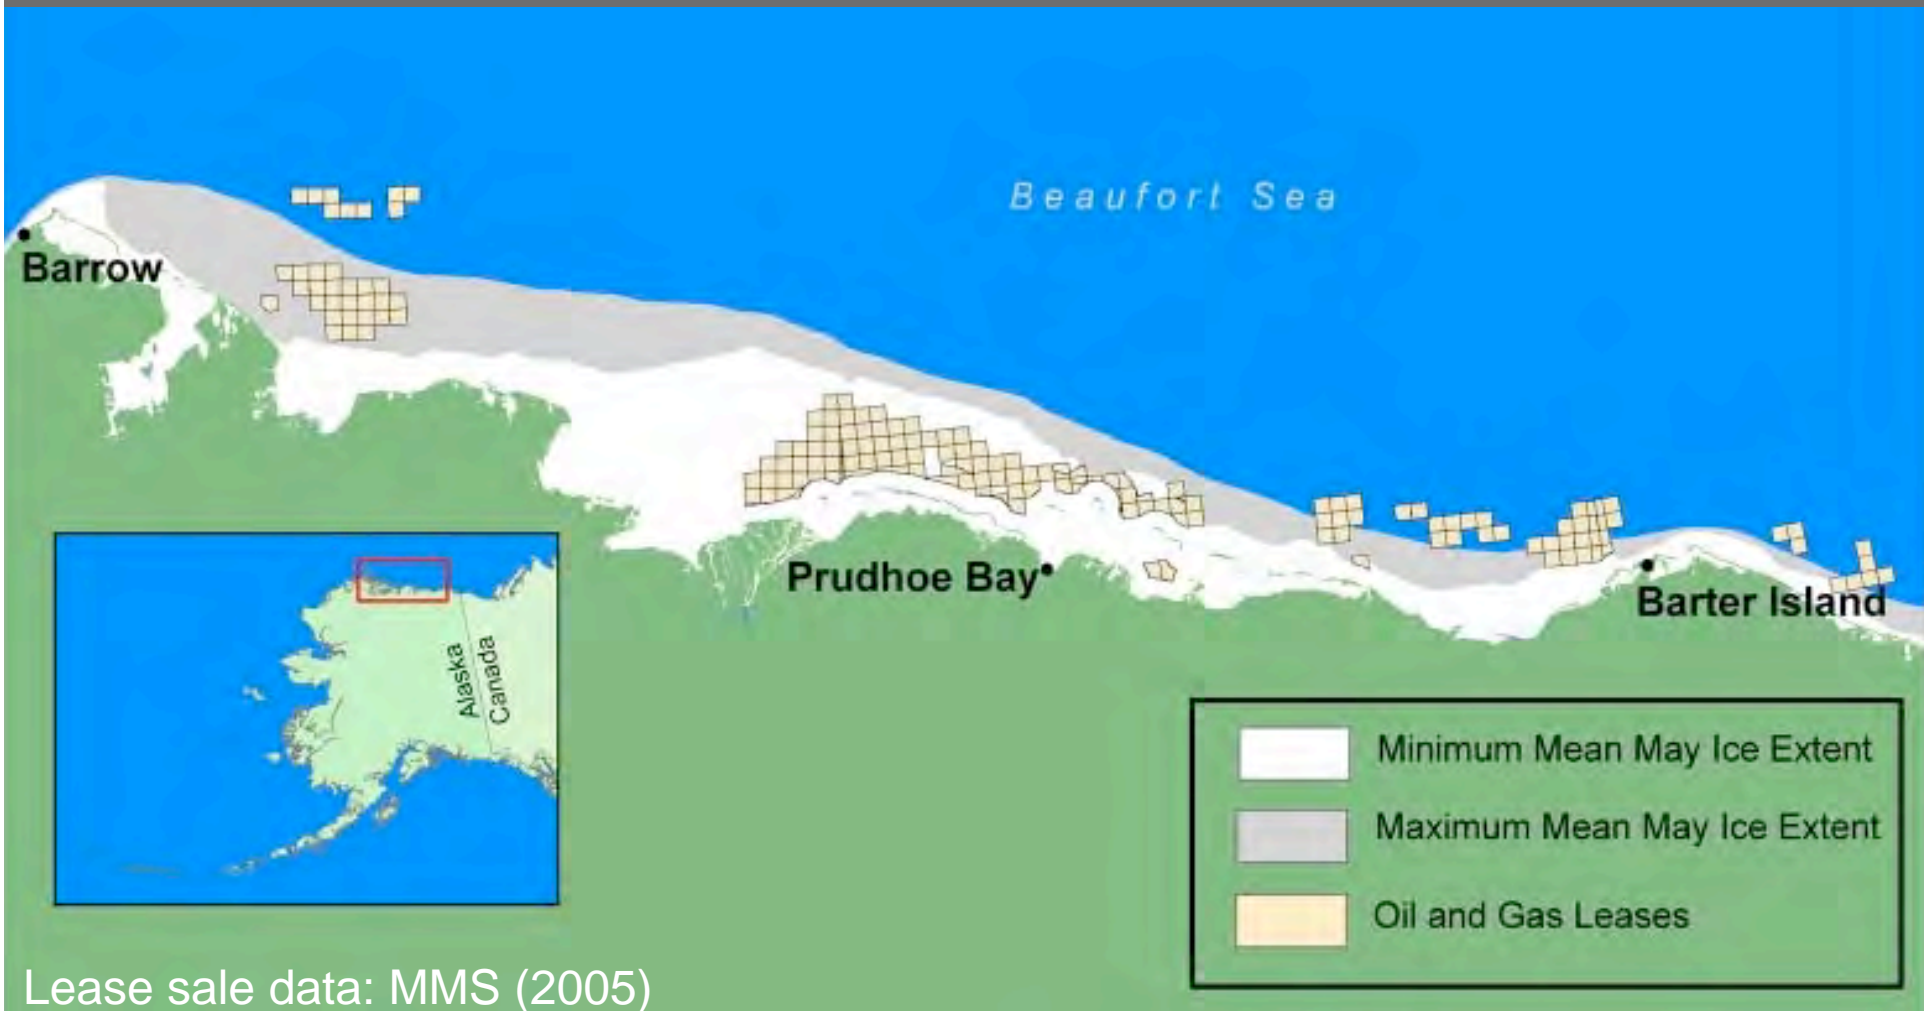 Beaufort Sea
Barrow
Prudhoe Bay
Barter Island
Alaska
Canada
Minimum Mean May Ice Extent
Maximum Mean May Ice Extent
Oil and Gas Leases
Lease sale data: MMS (2005)